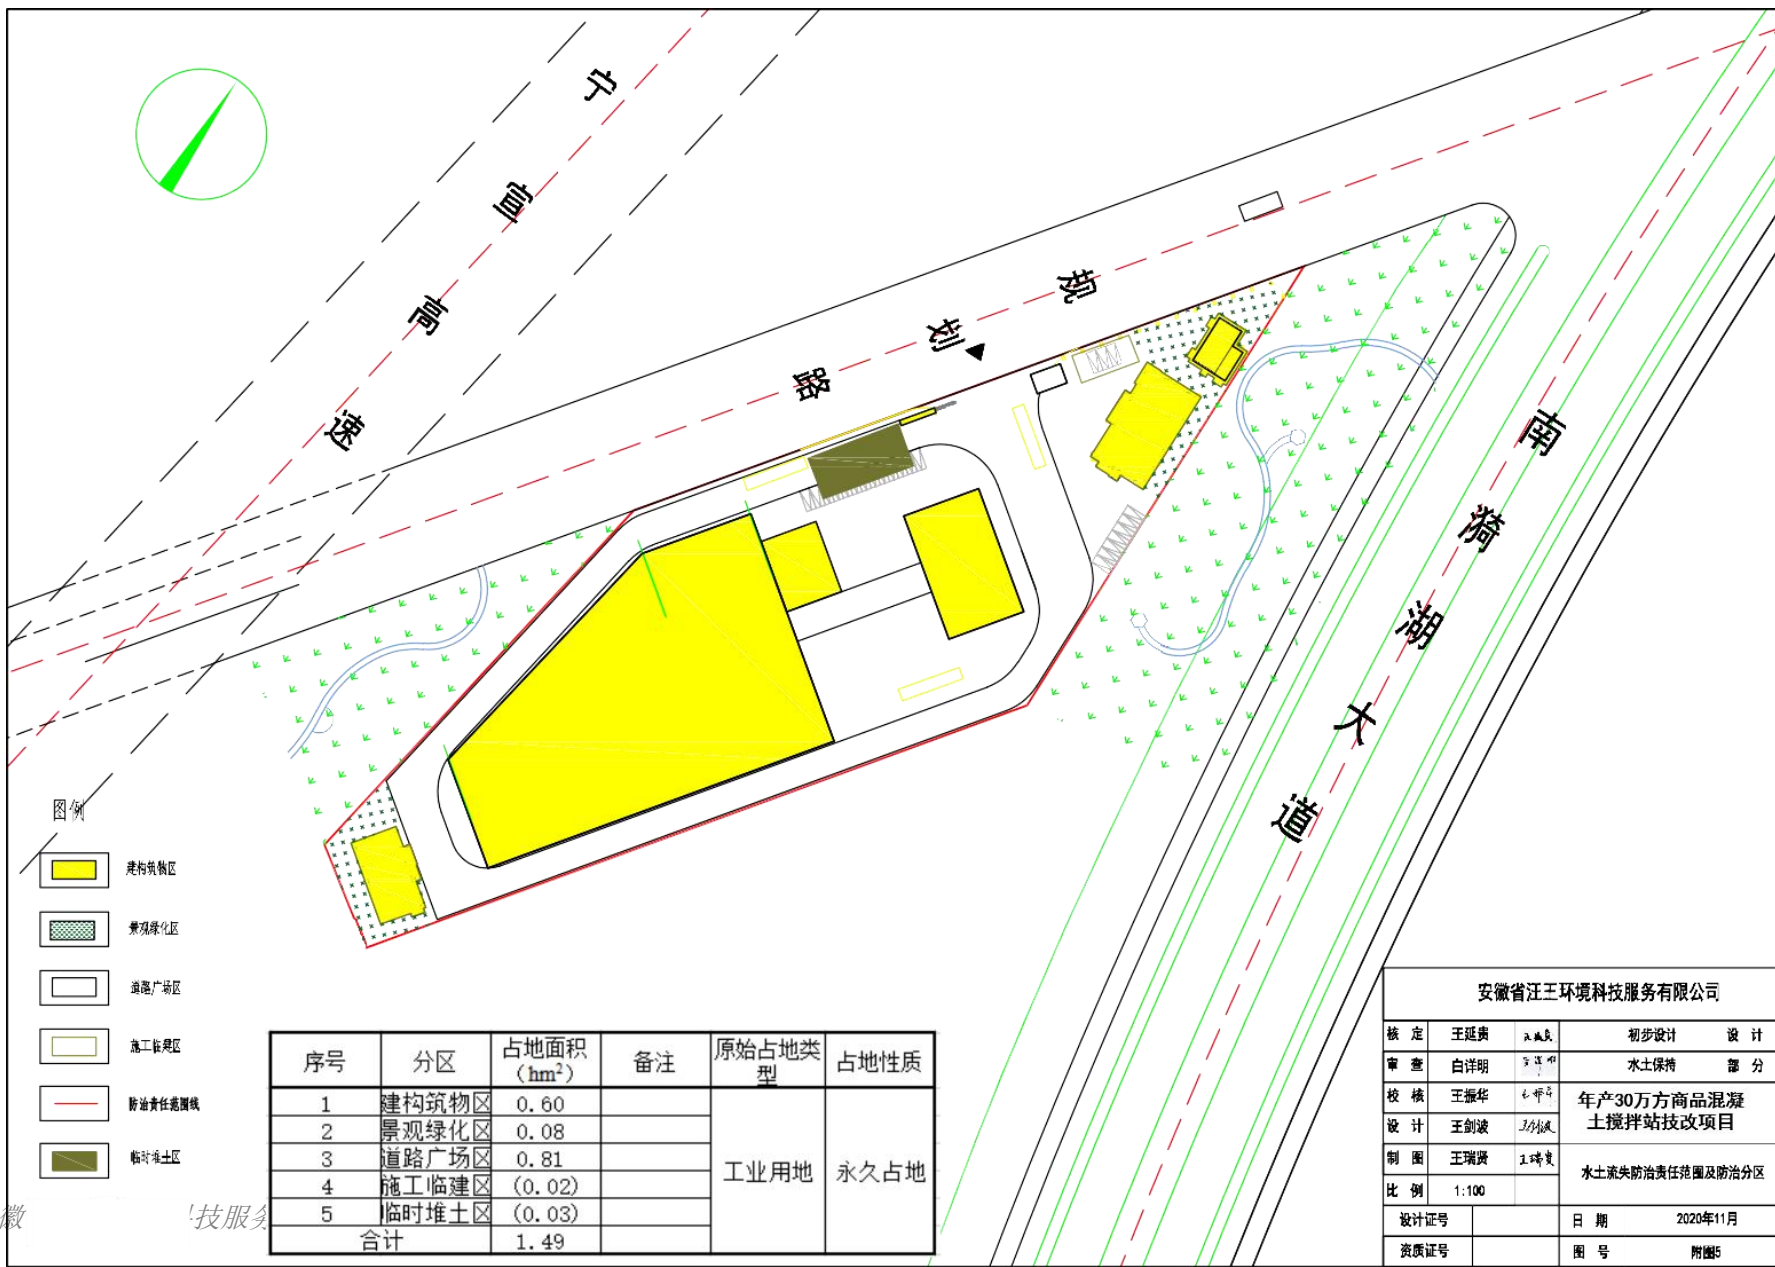 宁
宣
高
速
规
划
路
南
漪
湖
大
道
图例
建构筑物区
景观绿化区
道路广场区
施工临建区
防治责任范围线
临时堆土区
徽
技服务
序号 分区 占地面积（hm²） 备注 原始占地类型 占地性质
1 建构筑物区 0.60
2 景观绿化区 0.08
3 道路广场区 0.81
4 施工临建区 (0.02)
5 临时堆土区 (0.03)
合计 1.49
工业用地 永久占地
安徽省汪王环境科技服务有限公司
核 定 王延贵 初步设计 设 计
审 查 白详明 水土保持 部 分
校 核 王振华
年产30万方商品混凝
土搅拌站技改项目
设 计 王剑波
制 图 王瑞贤
水土流失防治责任范围及防治分区
比 例 1:100
设计证号 日 期 2020年11月
资质证号 图 号 附图5